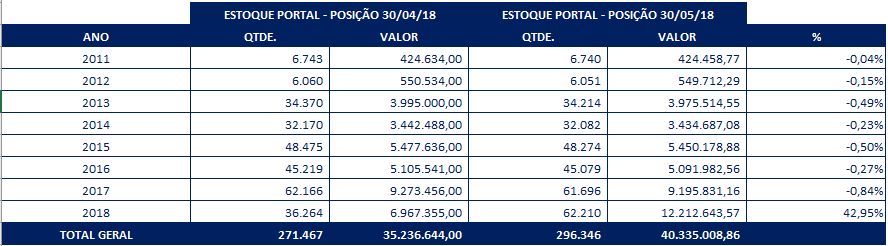 ESTOQUE PORTAL - POSIÇÃO 30/04/18 ESTOQUE PORTAL - POSIÇÃO 30/05/18
ANO QTDE. VALOR QTDE. VALOR %
2011 6.743 424.634,00 6.740 424.458,77 -0,04%
2012 6.060 550.534,00 6.051 549.712,29 -0,15%
2013 34.370 3.995.000,00 34.214 3.975.514,55 -0,49%
2014 32.170 3.442.488,00 32.082 3.434.687,08 -0,23%
2015 48.475 5.477.636,00 48.274 5.450.178,88 -0,50%
2016 45.219 5.105.541,00 45.079 5.091.982,56 -0,27%
2017 62.166 9.273.456,00 61.696 9.195.831,16 -0,84%
2018 36.264 6.967.355,00 62.210 12.212.643,57 42,95%
TOTAL GERAL 271.467 35.236.644,00 296.346 40.335.008,86